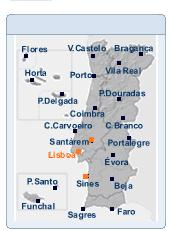 Flores
V.Castelo
Bragança
Vila Real
Horta
Porto
P.Douradas
P.Delgada
Coimbra
C.Carvoeiro
C.Branco
Santarém
Portalegre
Lisboa
Évora
Sines
Beja
P.Santo
Funchal
Sagres
Faro